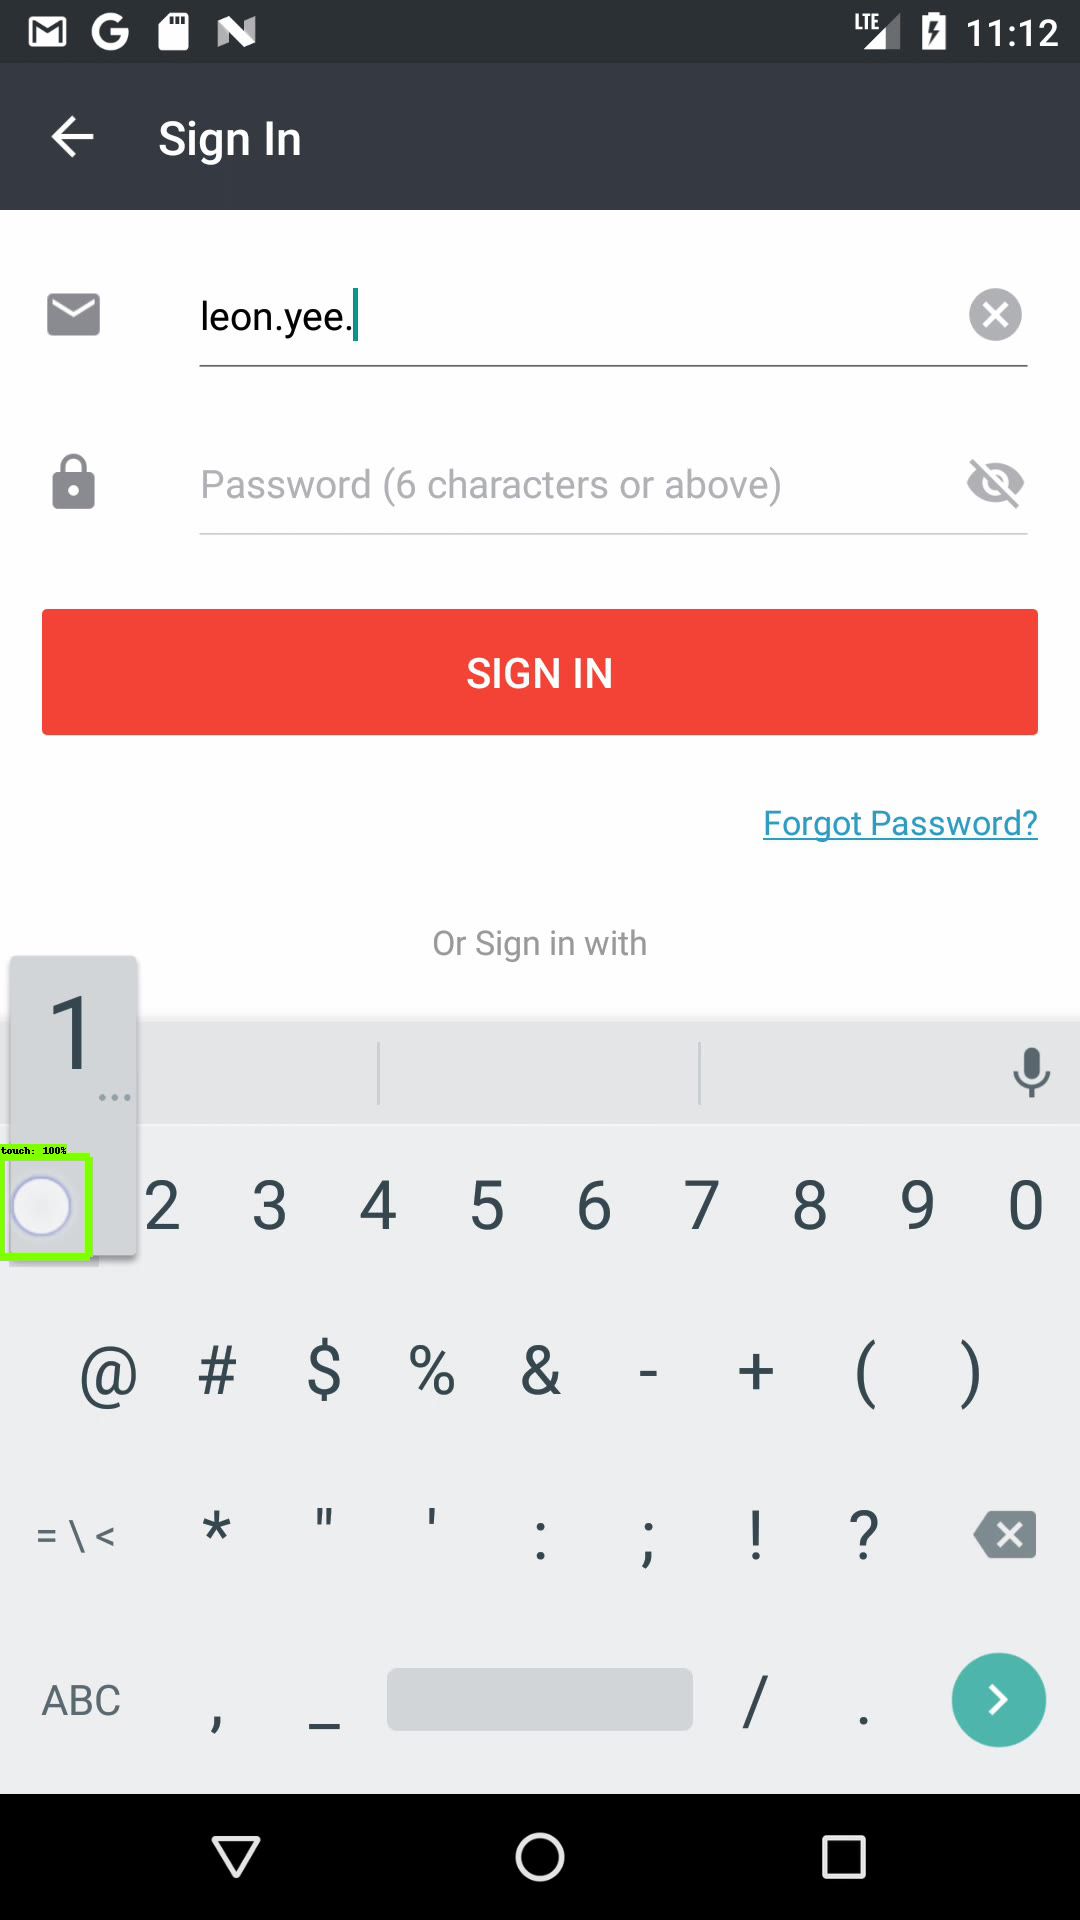 LTE 11:12
Sign In
leon.yee.
Password (6 characters or above)
SIGN IN
Forgot Password?
Or Sign in with
1
touch: 100%
2 3 4 5 6 7 8 9 0
@ # $ % & - + ( )
= \ < * " ' : ; ! ?
ABC , _ / .